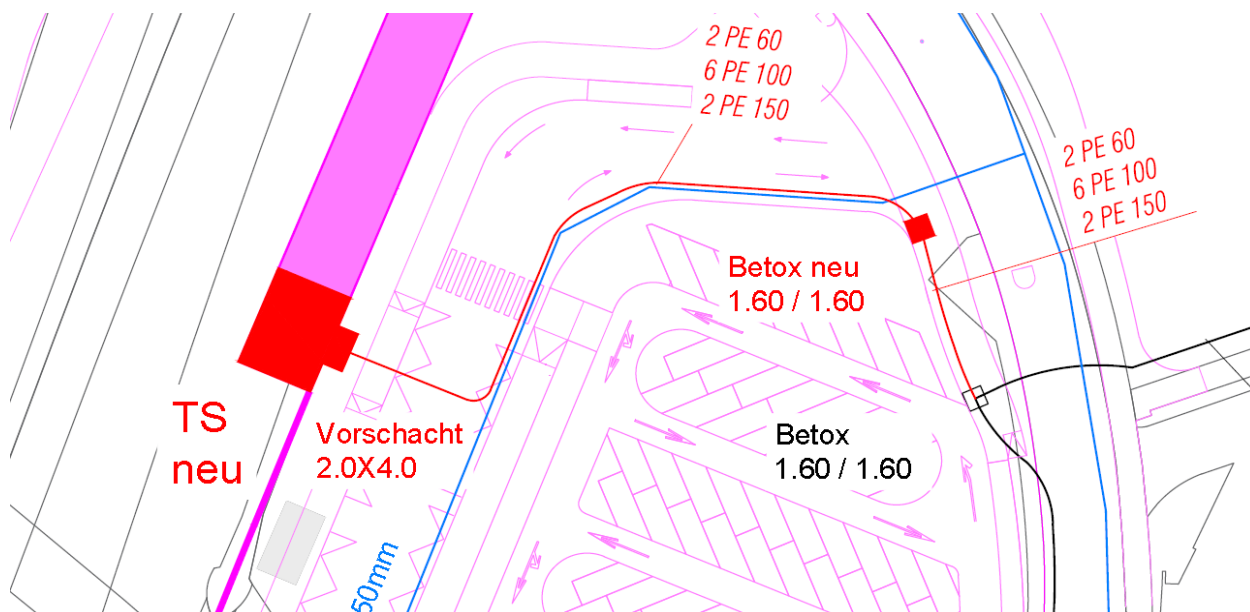 2 PE 60
6 PE 100
2 PE 150
2 PE 60
6 PE 100
2 PE 150
Betox neu
1.60 / 1.60
TS
neu
Vorschacht
2.0X4.0
Betox
1.60 / 1.60
50mm